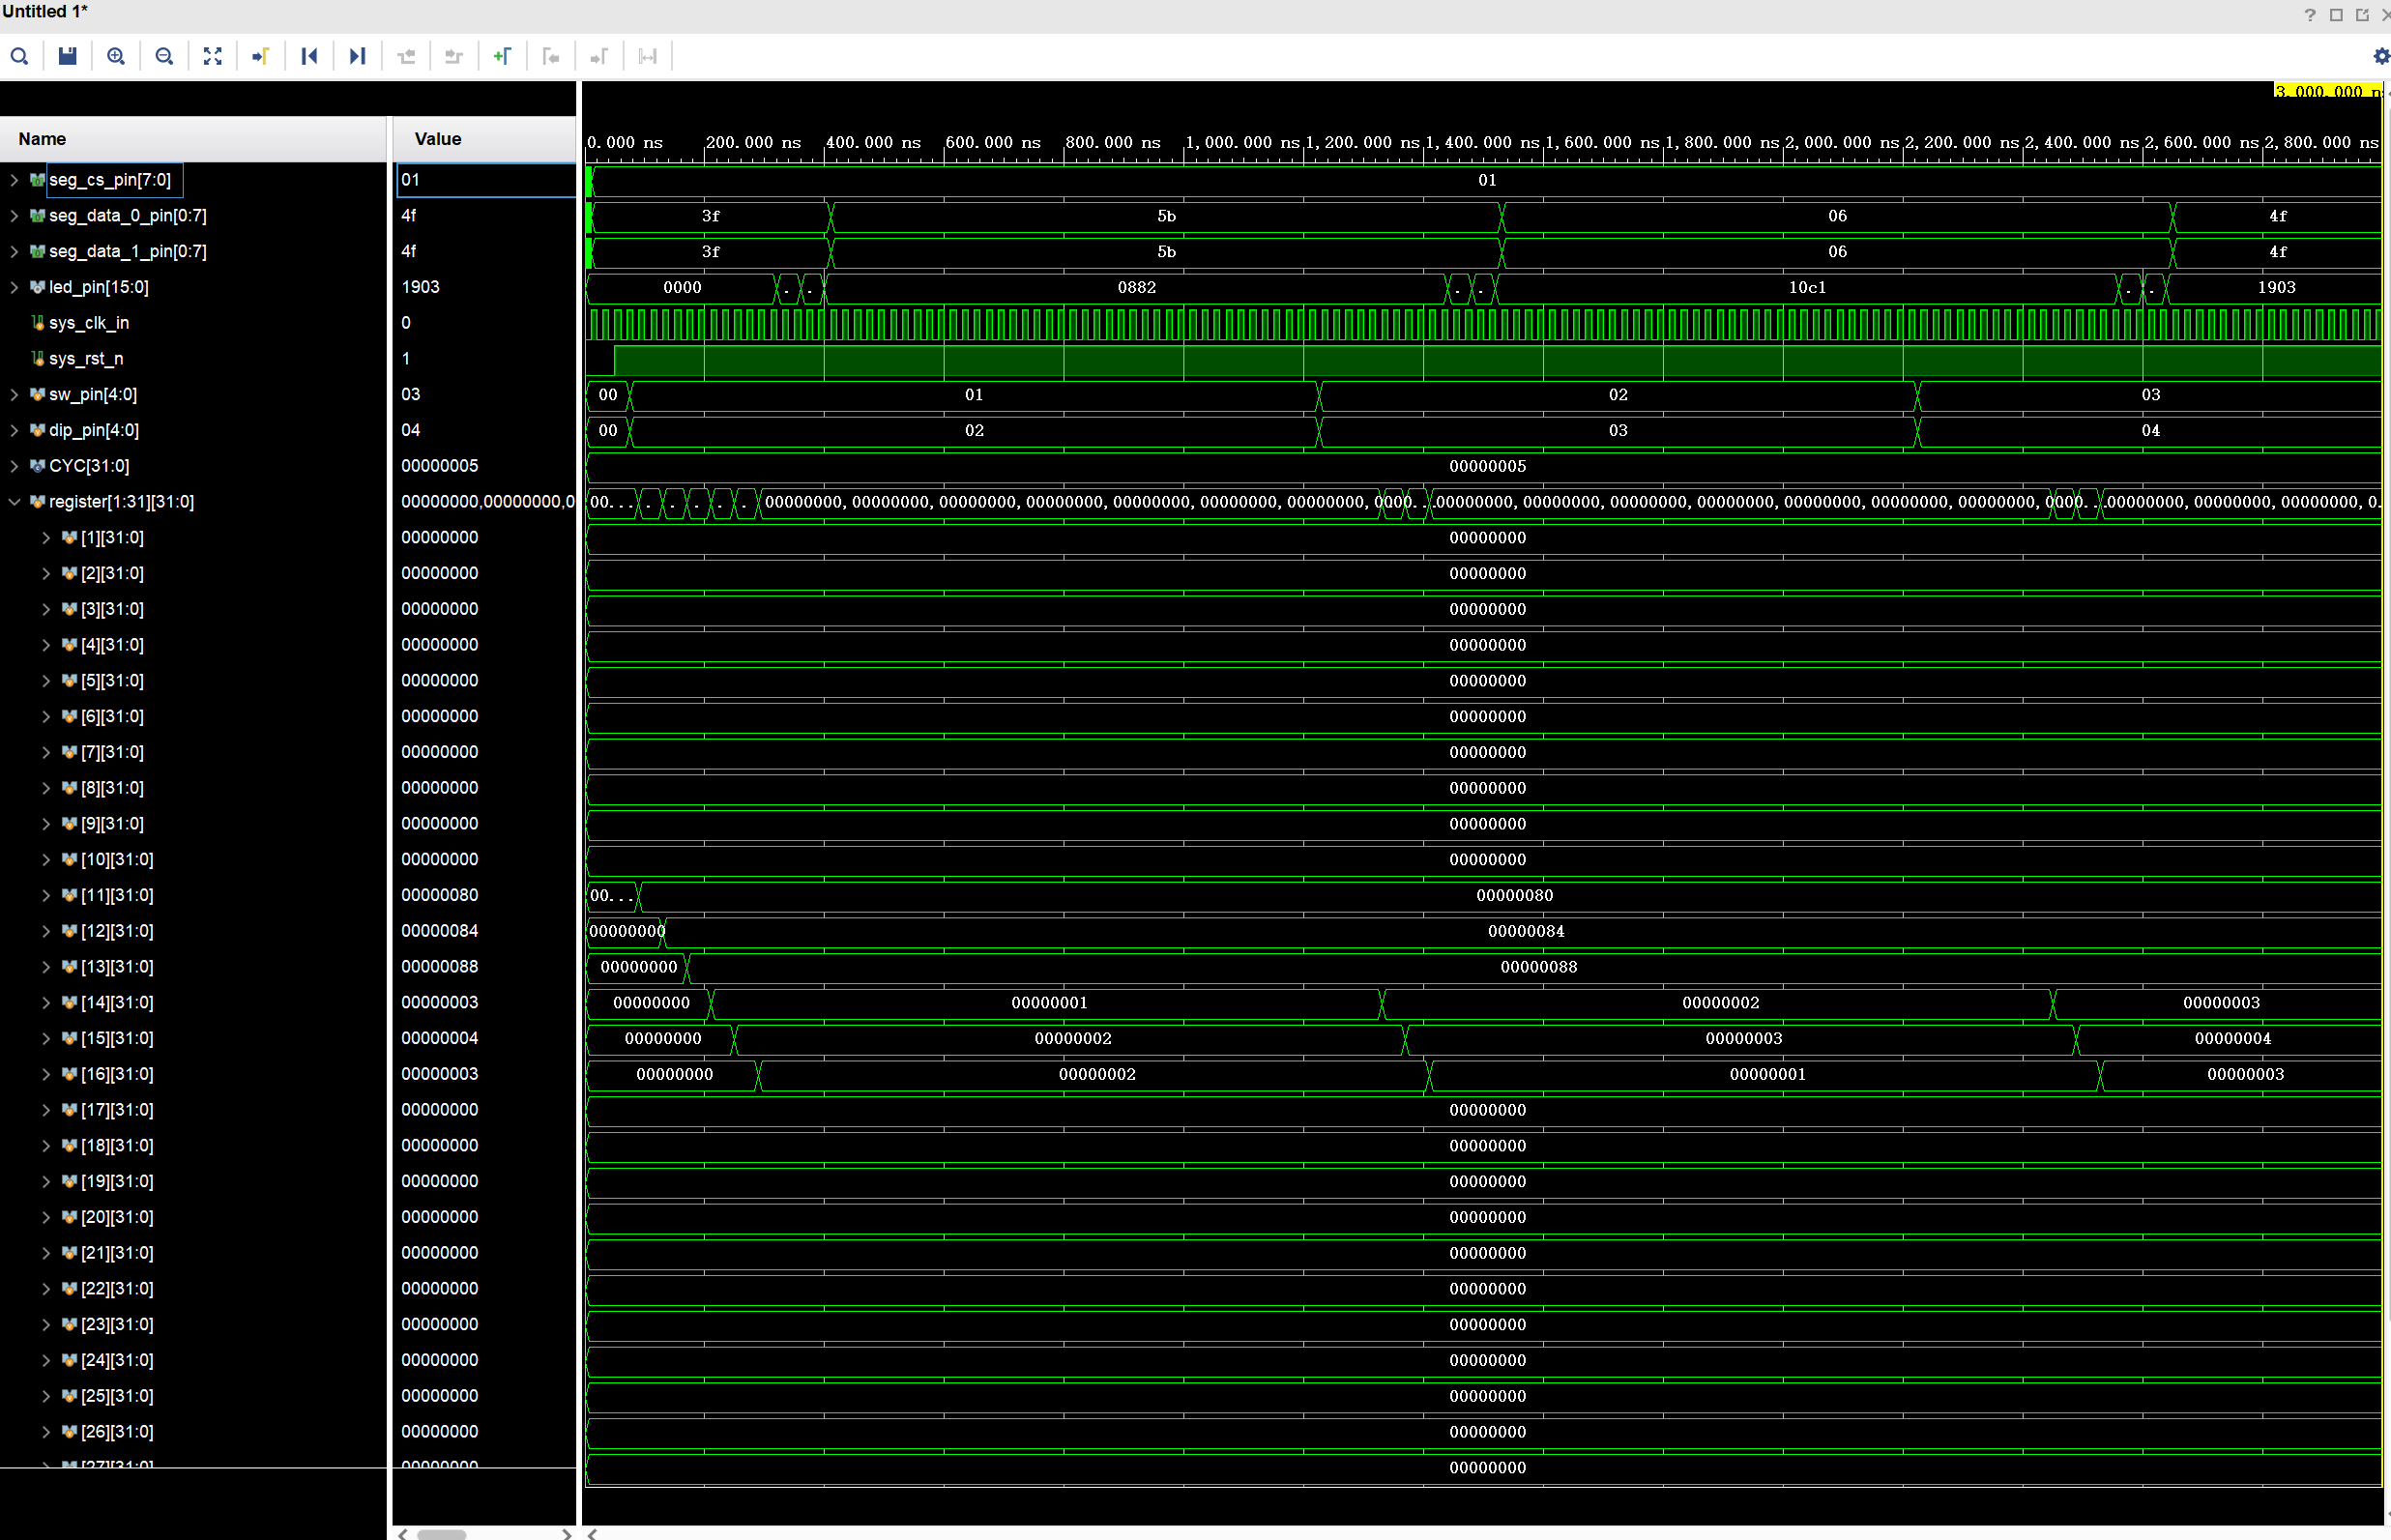 Untitled 1*
3,000.000 n
Name Value
0.000 ns 200.000 ns 400.000 ns 600.000 ns 800.000 ns 1,000.000 ns 1,200.000 ns 1,400.000 ns 1,600.000 ns 1,800.000 ns 2,000.000 ns 2,200.000 ns 2,400.000 ns 2,600.000 ns 2,800.000 ns
seg_cs_pin[7:0] 01 01
seg_data_0_pin[0:7] 4f 3f 5b 06 4f
seg_data_1_pin[0:7] 4f 3f 5b 06 4f
led_pin[15:0] 1903 0000 . . 0882 . . 10c1 . . 1903
sys_clk_in 0
sys_rst_n 1
sw_pin[4:0] 03 00 01 02 03
dip_pin[4:0] 04 00 02 03 04
CYC[31:0] 00000005 00000005
register[1:31][31:0] 00000000,00000000,0 00... . . . . . 00000000,00000000,00000000,00000000,00000000,00000000,00000000,0 00000000,00000000,00000000,00000000,00000000,00000000,00000000,0 00000000,00000000,00000000,0.
[1][31:0] 00000000 00000000
[2][31:0] 00000000 00000000
[3][31:0] 00000000 00000000
[4][31:0] 00000000 00000000
[5][31:0] 00000000 00000000
[6][31:0] 00000000 00000000
[7][31:0] 00000000 00000000
[8][31:0] 00000000 00000000
[9][31:0] 00000000 00000000
[10][31:0] 00000000 00000000
[11][31:0] 00000080 00... 00000080
[12][31:0] 00000084 00000000 00000084
[13][31:0] 00000088 00000000 00000088
[14][31:0] 00000003 00000000 00000001 00000002 00000003
[15][31:0] 00000004 00000000 00000002 00000003 00000004
[16][31:0] 00000003 00000000 00000002 00000001 00000003
[17][31:0] 00000000 00000000
[18][31:0] 00000000 00000000
[19][31:0] 00000000 00000000
[20][31:0] 00000000 00000000
[21][31:0] 00000000 00000000
[22][31:0] 00000000 00000000
[23][31:0] 00000000 00000000
[24][31:0] 00000000 00000000
[25][31:0] 00000000 00000000
[26][31:0] 00000000 00000000
[27][31:0] 00000000 00000000